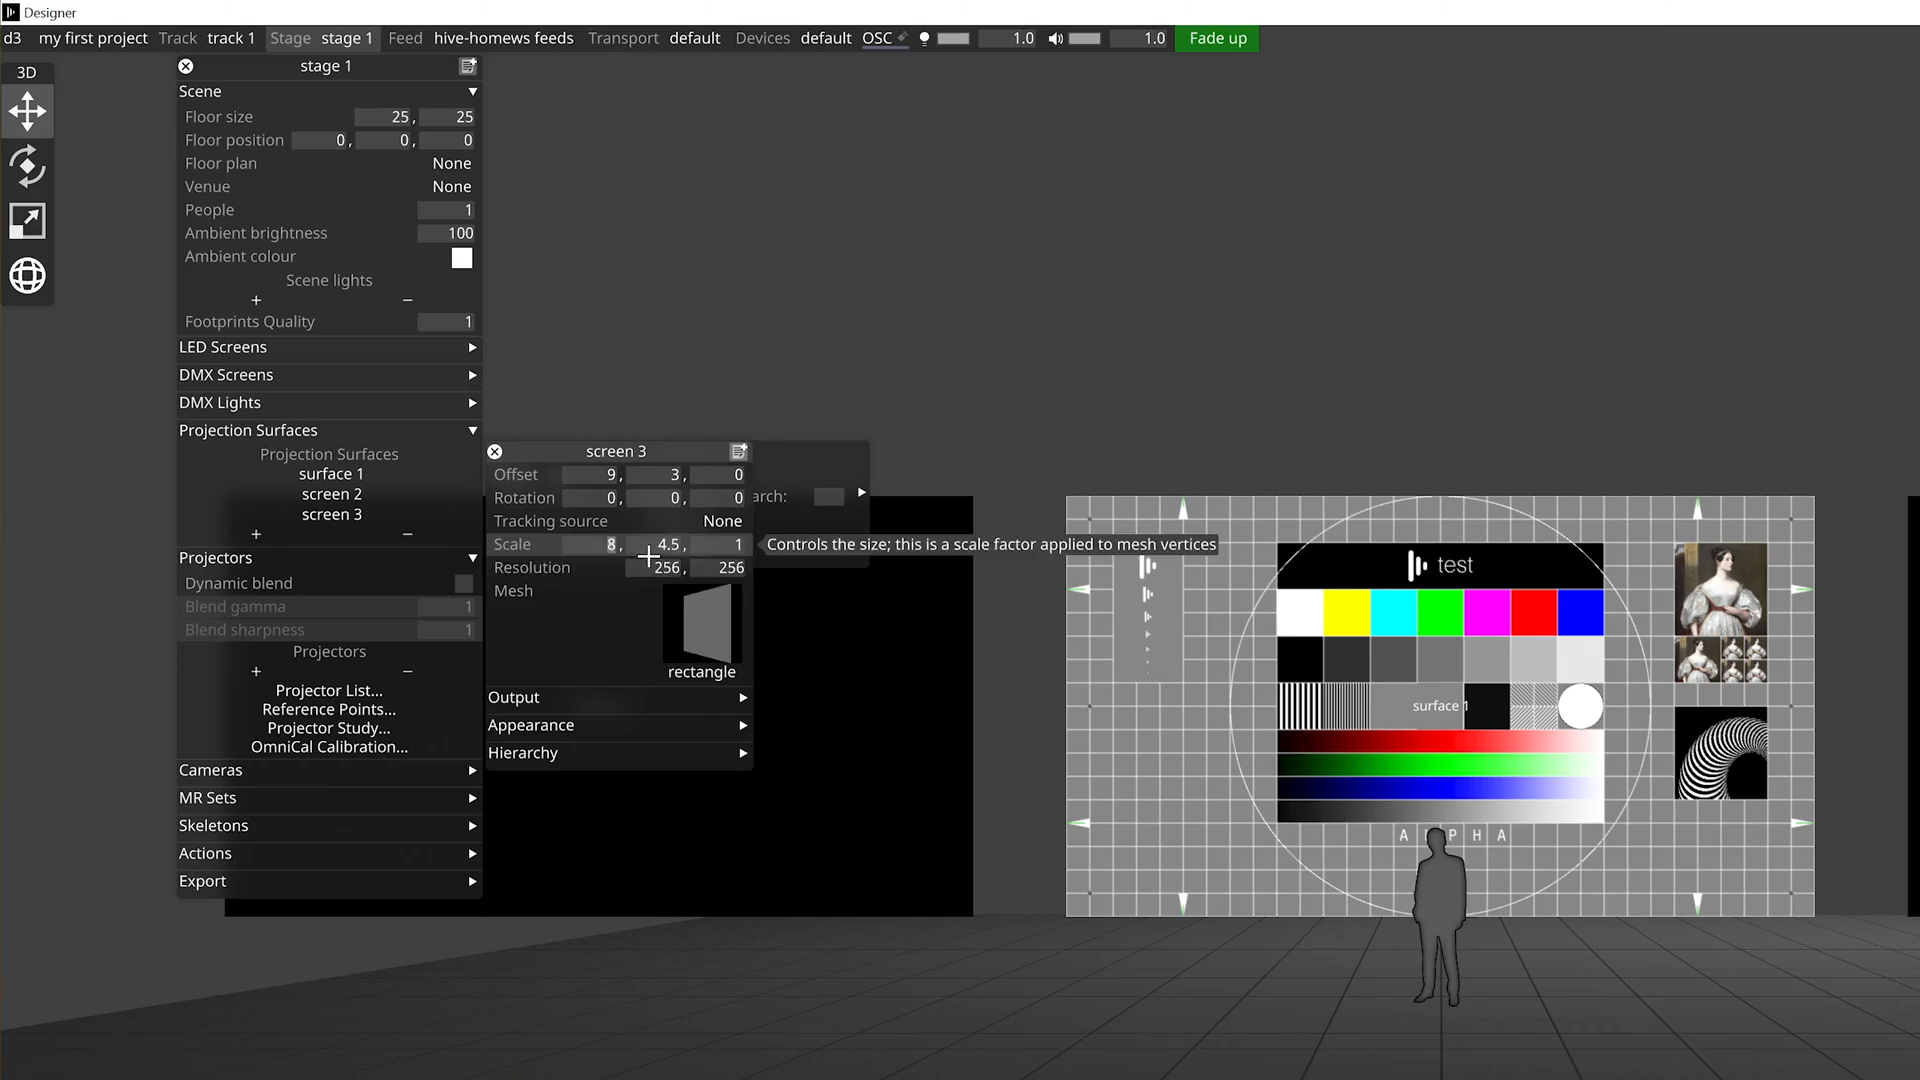 Designer
d3 my first project Track track 1 Stage stage 1 Feed hive-homews feeds Transport default Devices default OSC 1.0 1.0 Fade up
3D
stage 1
Scene
Floor size 25, 25
Floor position 0, 0, 0
Floor plan None
Venue None
People 1
Ambient brightness 100
Ambient colour
Scene lights
+ −
Footprints Quality 1
LED Screens
DMX Screens
DMX Lights
Projection Surfaces
Projection Surfaces
surface 1
screen 2
screen 3
+ −
Projectors
Dynamic blend
Blend gamma 1
Blend sharpness 1
Projectors
+ −
Projector List...
Reference Points...
Projector Study...
OmniCal Calibration...
Cameras
MR Sets
Skeletons
Actions
Export
screen 3
Offset 9, 3, 0
Rotation 0, 0, 0
Tracking source None
Scale 8, 4.5, 1
Resolution 256, 256
Mesh
rectangle
Output
Appearance
Hierarchy
arch:
Controls the size; this is a scale factor applied to mesh vertices
test
surface 1
ALPHA